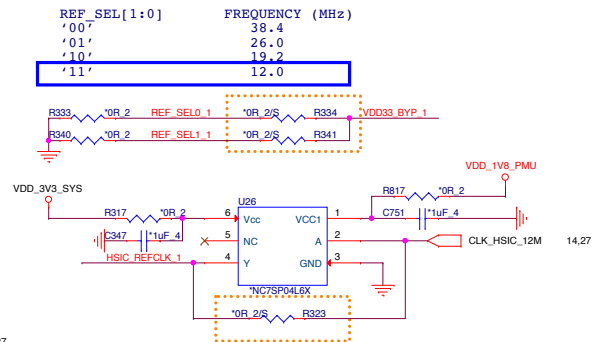 REF_SEL[1:0] FREQUENCY (MHz)
'00' 38.4
'01' 26.0
'10' 19.2
'11' 12.0
R333 *0R_2 REF_SEL0_1 *0R_2/S R334 VDD33_BYP_1
R340 *0R_2 REF_SEL1_1 *0R_2/S R341
VDD_1V8_PMU
VDD_3V3_SYS
R817 *0R_2
U26
R317 *0R_2 6 Vcc VCC1 1 C751 *1uF_4
C347 *1uF_4 5 NC A 2 CLK_HSIC_12M 14,27
HSIC_REFCLK_1 4 Y GND 3
*NC7SP04L6X
*0R_2/S R323